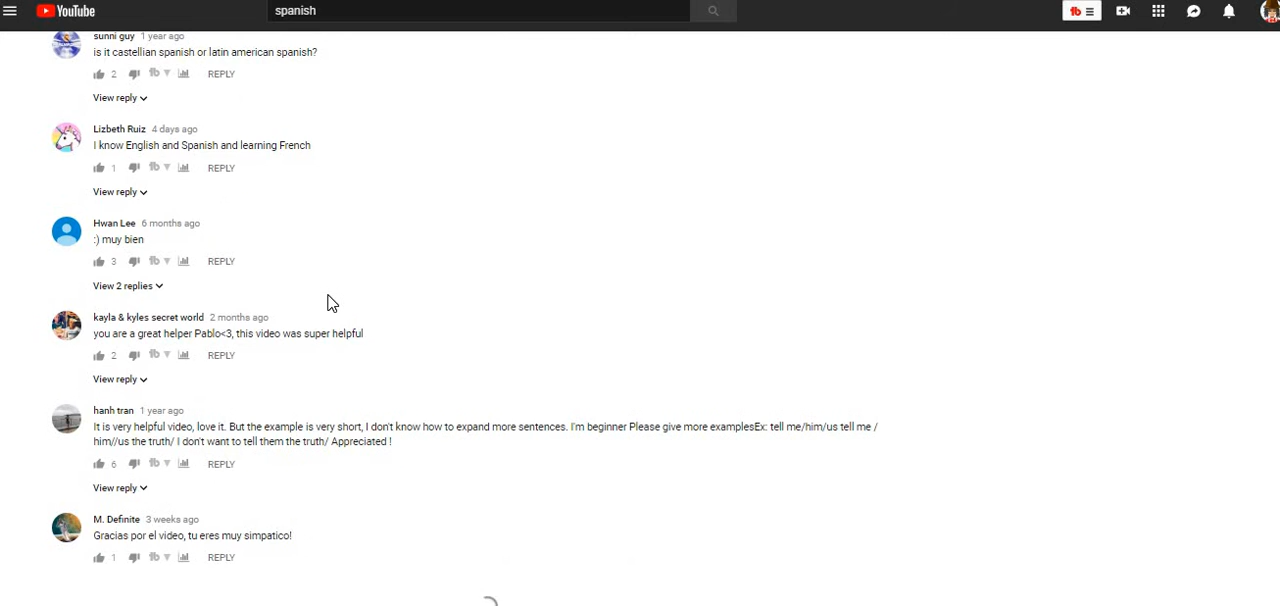 YouTube
spanish
sunni guy 1 year ago
is it castellian spanish or latin american spanish?
2 REPLY
View reply
Lizbeth Ruiz 4 days ago
I know English and Spanish and learning French
1 REPLY
View reply
Hwan Lee 6 months ago
:) muy bien
3 REPLY
View 2 replies
kayla & kyles secret world 2 months ago
you are a great helper Pablo<3, this video was super helpful
2 REPLY
View reply
hanh tran 1 year ago
It is very helpful video, love it. But the example is very short, I don't know how to expand more sentences. I'm beginner Please give more examplesEx: tell me/him/us tell me /
him//us the truth/ I don't want to tell them the truth/ Appreciated !
6 REPLY
View reply
M. Definite 3 weeks ago
Gracias por el video, tu eres muy simpatico!
1 REPLY